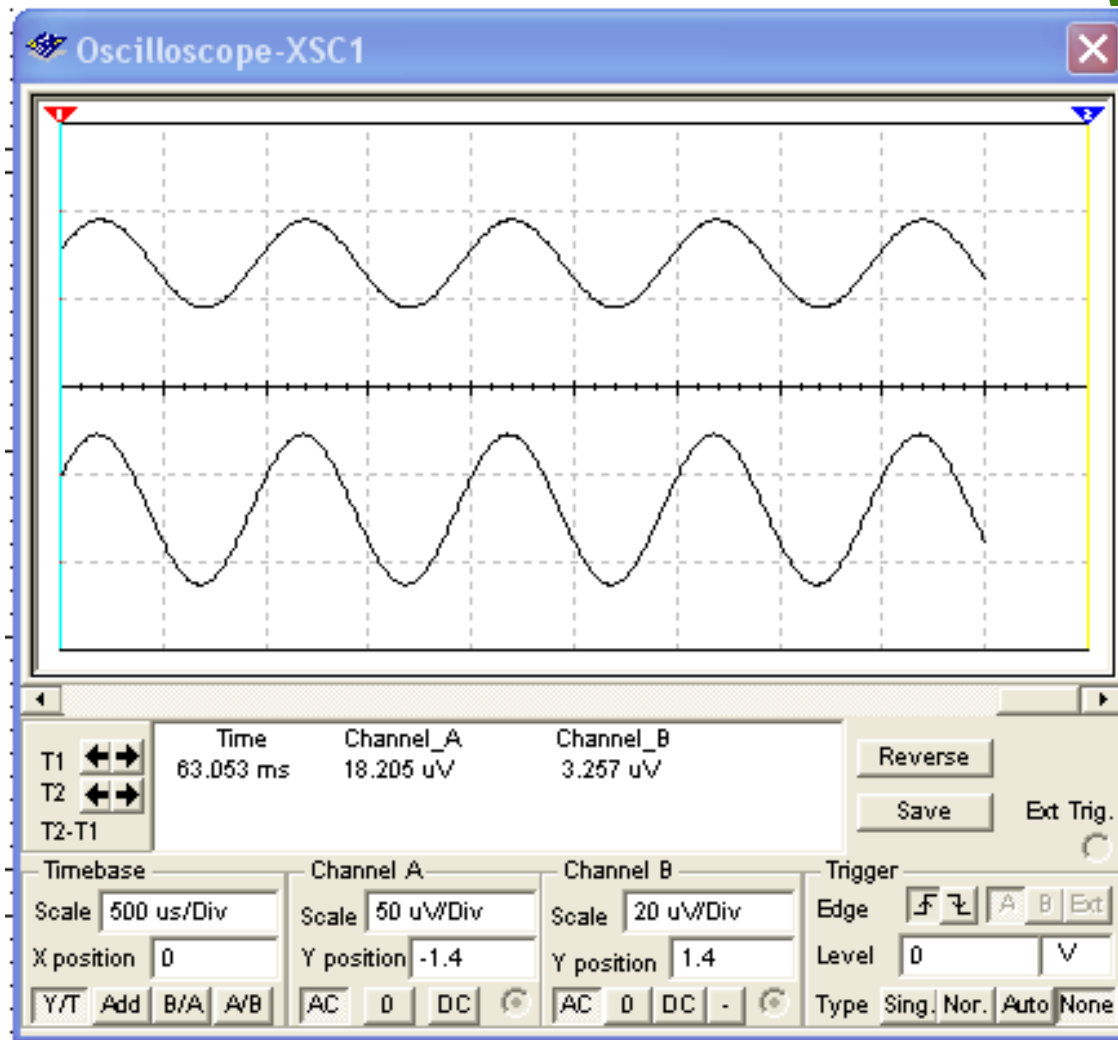 Oscilloscope-XSC1
1
2
Time Channel_A Channel_B
T1 63.053 ms 18.205 uV 3.257 uV
T2
T2-T1
Reverse
Save
Ext Trig.
Timebase
Scale 500 us/Div
X position 0
Y/T Add B/A A/B
Channel A
Scale 50 uV/Div
Y position -1.4
AC 0 DC
Channel B
Scale 20 uV/Div
Y position 1.4
AC 0 DC -
Trigger
Edge A B Ext
Level 0 V
Type Sing. Nor. Auto None